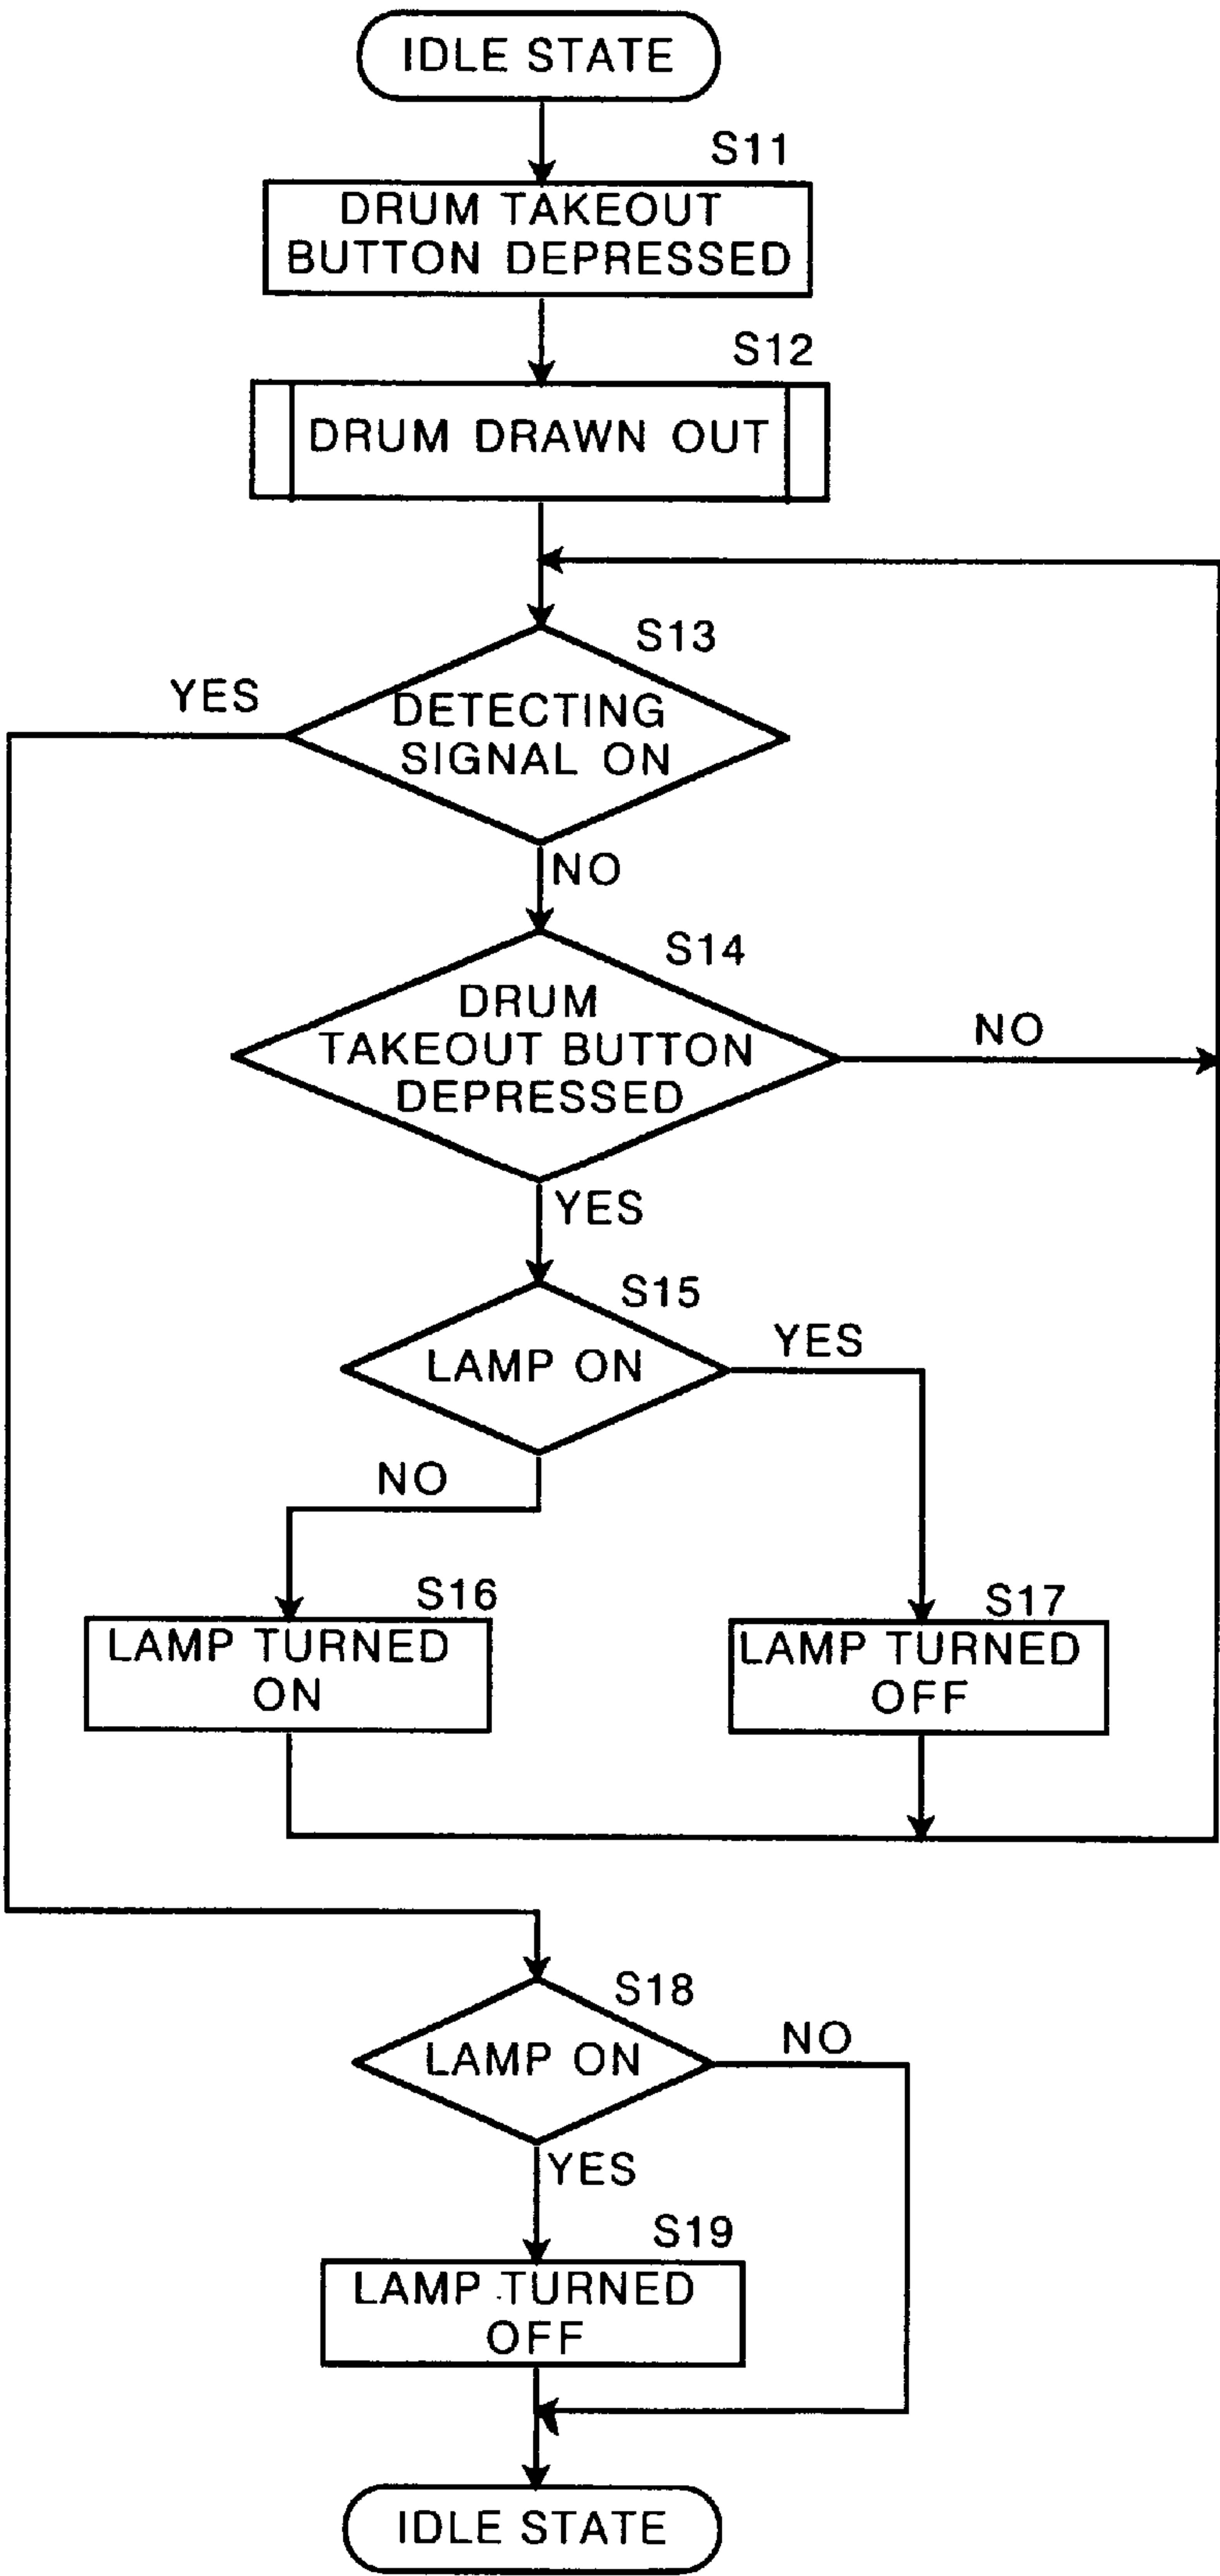 IDLE STATE
S11
DRUM TAKEOUT
BUTTON DEPRESSED
S12
DRUM DRAWN OUT
S13
YES
DETECTING
SIGNAL ON
NO
S14
DRUM
TAKEOUT BUTTON
DEPRESSED
NO
YES
S15
LAMP ON
YES
NO
S16
LAMP TURNED
ON
S17
LAMP TURNED
OFF
S18
LAMP ON
NO
YES
S19
LAMP TURNED
OFF
IDLE STATE